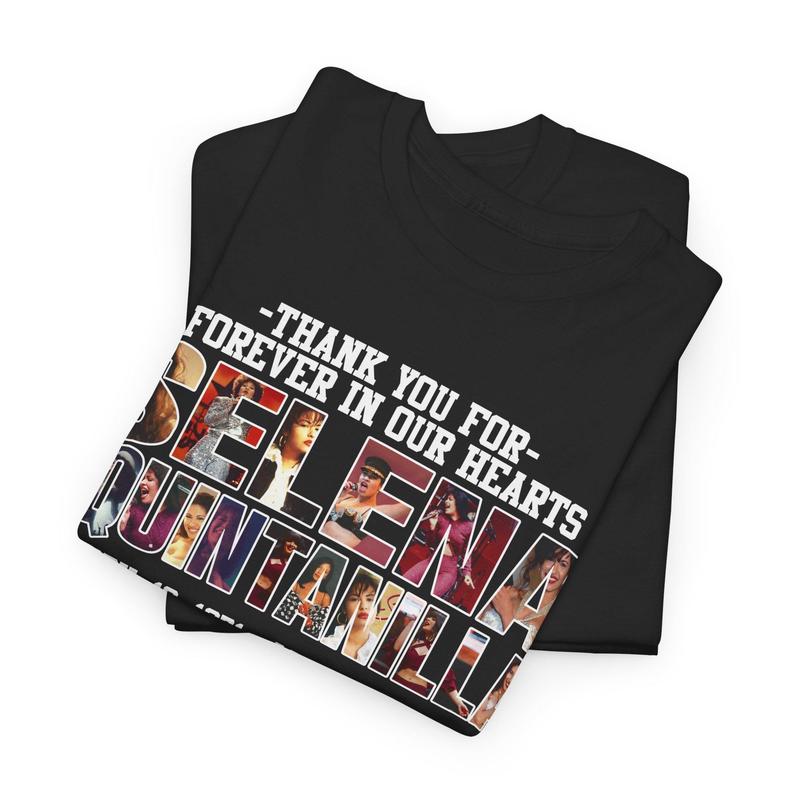 -THANK YOU FOR-
FOREVER IN OUR HEARTS
SELENA
QUINTANILLA